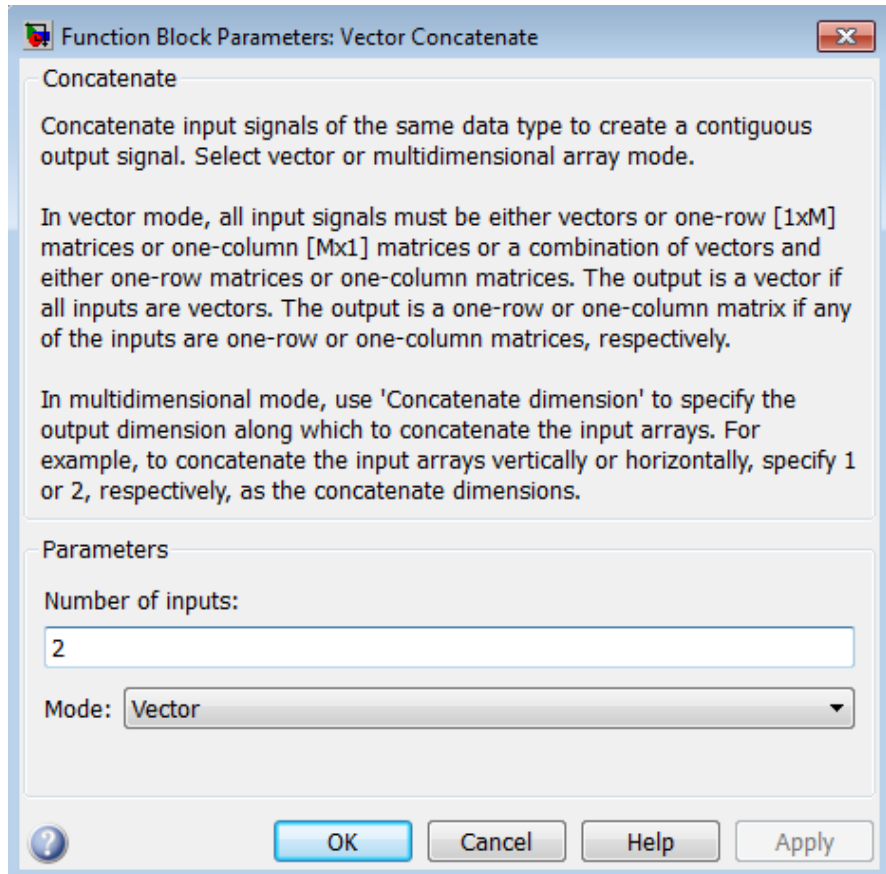 Function Block Parameters: Vector Concatenate
Concatenate
Concatenate input signals of the same data type to create a contiguous
output signal. Select vector or multidimensional array mode.
In vector mode, all input signals must be either vectors or one-row [1xM]
matrices or one-column [Mx1] matrices or a combination of vectors and
either one-row matrices or one-column matrices. The output is a vector if
all inputs are vectors. The output is a one-row or one-column matrix if any
of the inputs are one-row or one-column matrices, respectively.
In multidimensional mode, use 'Concatenate dimension' to specify the
output dimension along which to concatenate the input arrays. For
example, to concatenate the input arrays vertically or horizontally, specify 1
or 2, respectively, as the concatenate dimensions.
Parameters
Number of inputs:
2
Mode: Vector
? OK Cancel Help Apply